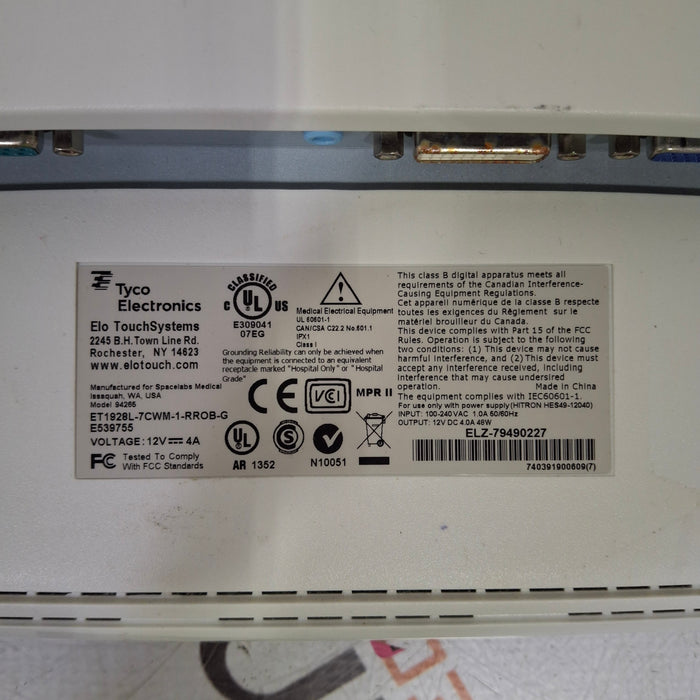 Tyco
Electronics
Elo TouchSystems
2245 B.H.Town Line Rd.
Rochester, NY 14623
www.elotouch.com
Manufactured for Spacelabs Medical
Issaquah, WA, USA
Model 94265
ET1928L-7CWM-1-RROB-G
E539755
VOLTAGE: 12V 4A
FC Tested To Comply
With FCC Standards
CLASSIFIED
C UL US
E309041
07EG
Medical Electrical Equipment
UL 60601-1
CAN/CSA C22.2 No.601.1
IPX1
Class I
Grounding Reliability can only be achieved when
the equipment is connected to an equivalent
receptacle marked "Hospital Only" or "Hospital
Grade"
CE VCI MPR II
UL S
AR 1352 N10051
This class B digital apparatus meets all
requirements of the Canadian Interference-
Causing Equipment Regulations.
Cet appareil numérique de la classe B respecte
toutes les exigences du Règlement sur le
matériel brouilleur du Canada.
This device complies with Part 15 of the FCC
Rules. Operation is subject to the following
two conditions: (1) This device may not cause
harmful interference, and (2) This device must
accept any interference received, including
interference that may cause undersired
operation. Made in China
The equipment complies with IEC60601-1.
For use only with power supply(HITRON HES49-12040)
INPUT: 100-240VAC 1.0A 60/60Hz
OUTPUT: 12V DC 4.0A 48W
ELZ-79490227
740391900609(7)